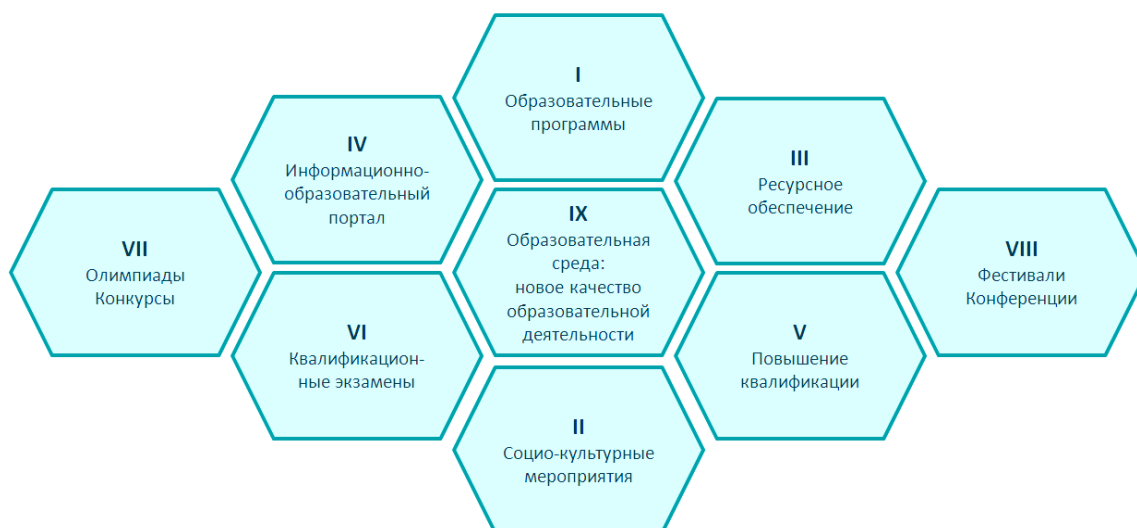 I
Образовательные
программы
IV
Информационно-
образовательный
портал
III
Ресурсное
обеспечение
VII
Олимпиады
Конкурсы
IX
Образовательная
среда:
новое качество
образовательной
деятельности
VIII
Фестивали
Конференции
VI
Квалификацион-
ные экзамены
V
Повышение
квалификации
II
Социо-культурные
мероприятия